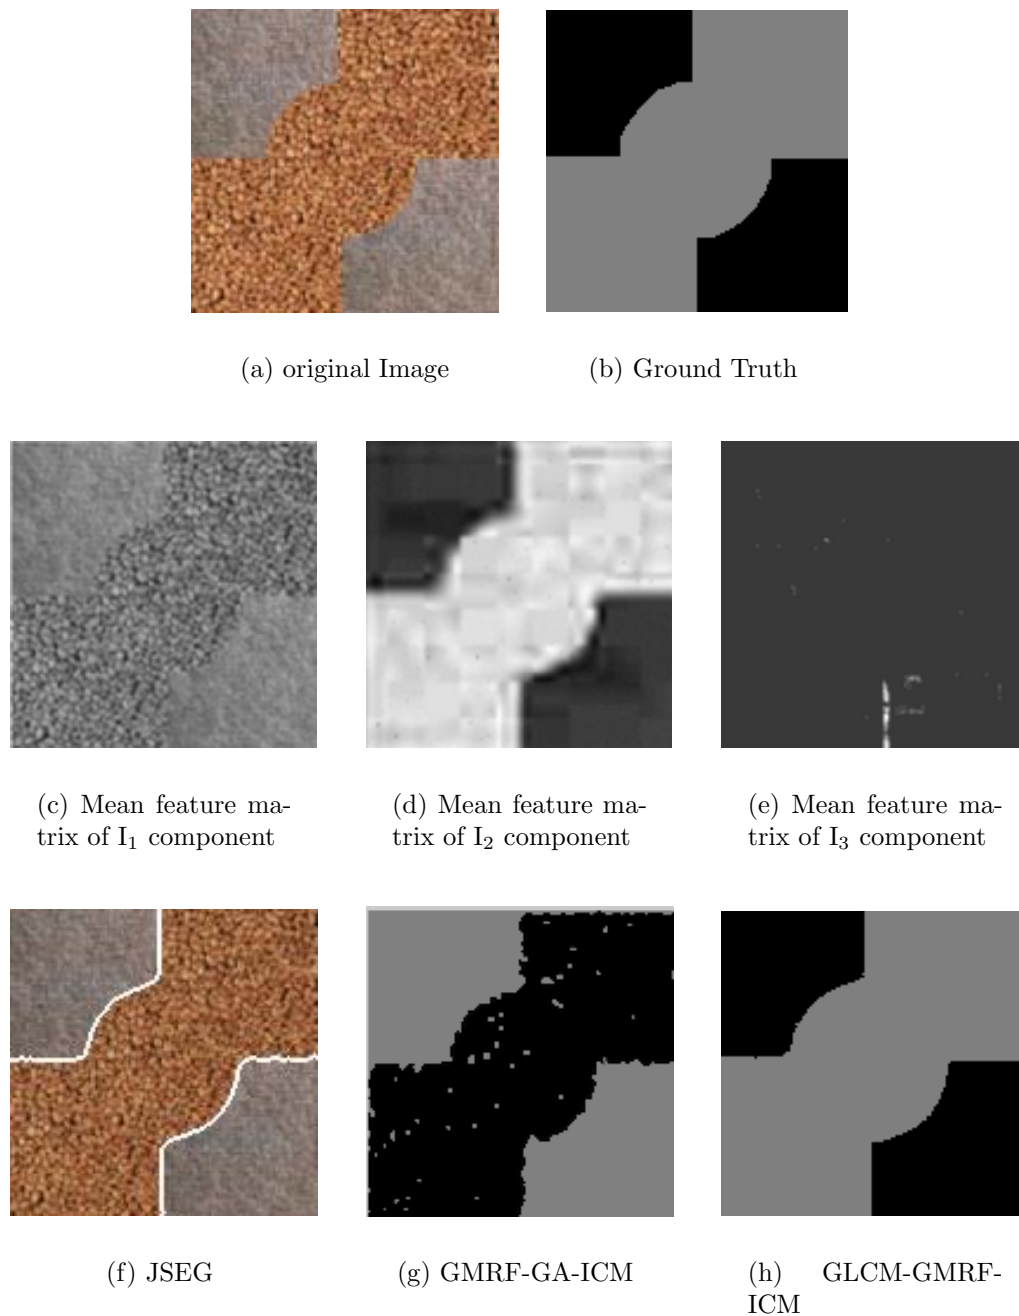 (a) original Image
(b) Ground Truth
(c) Mean feature ma-
trix of I₁ component
(d) Mean feature ma-
trix of I₂ component
(e) Mean feature ma-
trix of I₃ component
(f) JSEG
(g) GMRF-GA-ICM
(h) GLCM-GMRF-
ICM